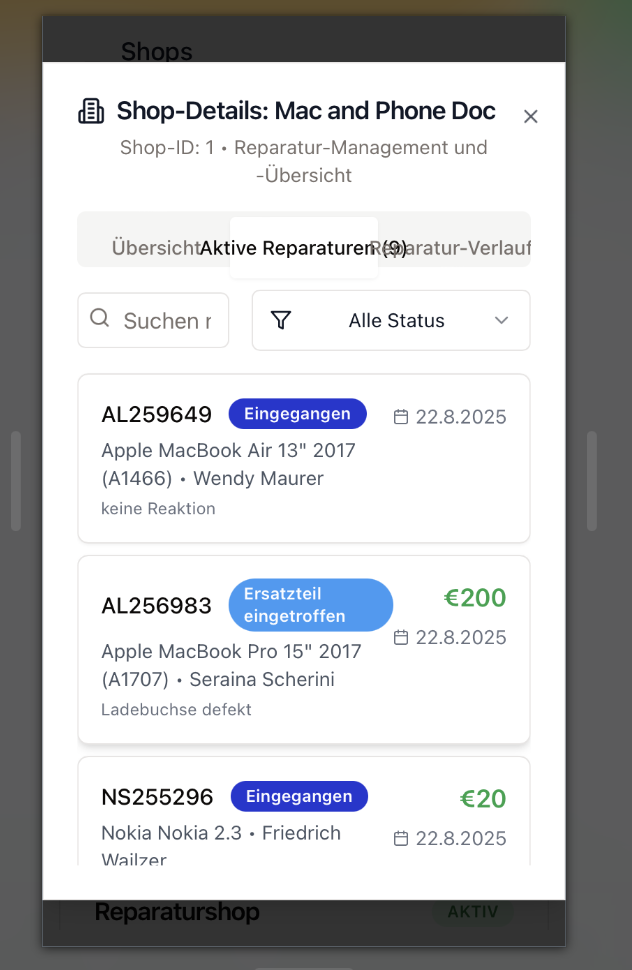 Shops
Shop-Details: Mac and Phone Doc
Shop-ID: 1 • Reparatur-Management und
-Übersicht
Übersicht Aktive Reparaturen (9) Reparatur-Verlauf
Suchen r
Alle Status
AL259649 Eingegangen 22.8.2025
Apple MacBook Air 13" 2017
(A1466) • Wendy Maurer
keine Reaktion
Ersatzteil
eingetroffen
AL256983
€200
22.8.2025
Apple MacBook Pro 15" 2017
(A1707) • Seraina Scherini
Ladebuchse defekt
NS255296 Eingegangen €20
22.8.2025
Nokia Nokia 2.3 • Friedrich
Wailzer
Reparaturshop AKTIV